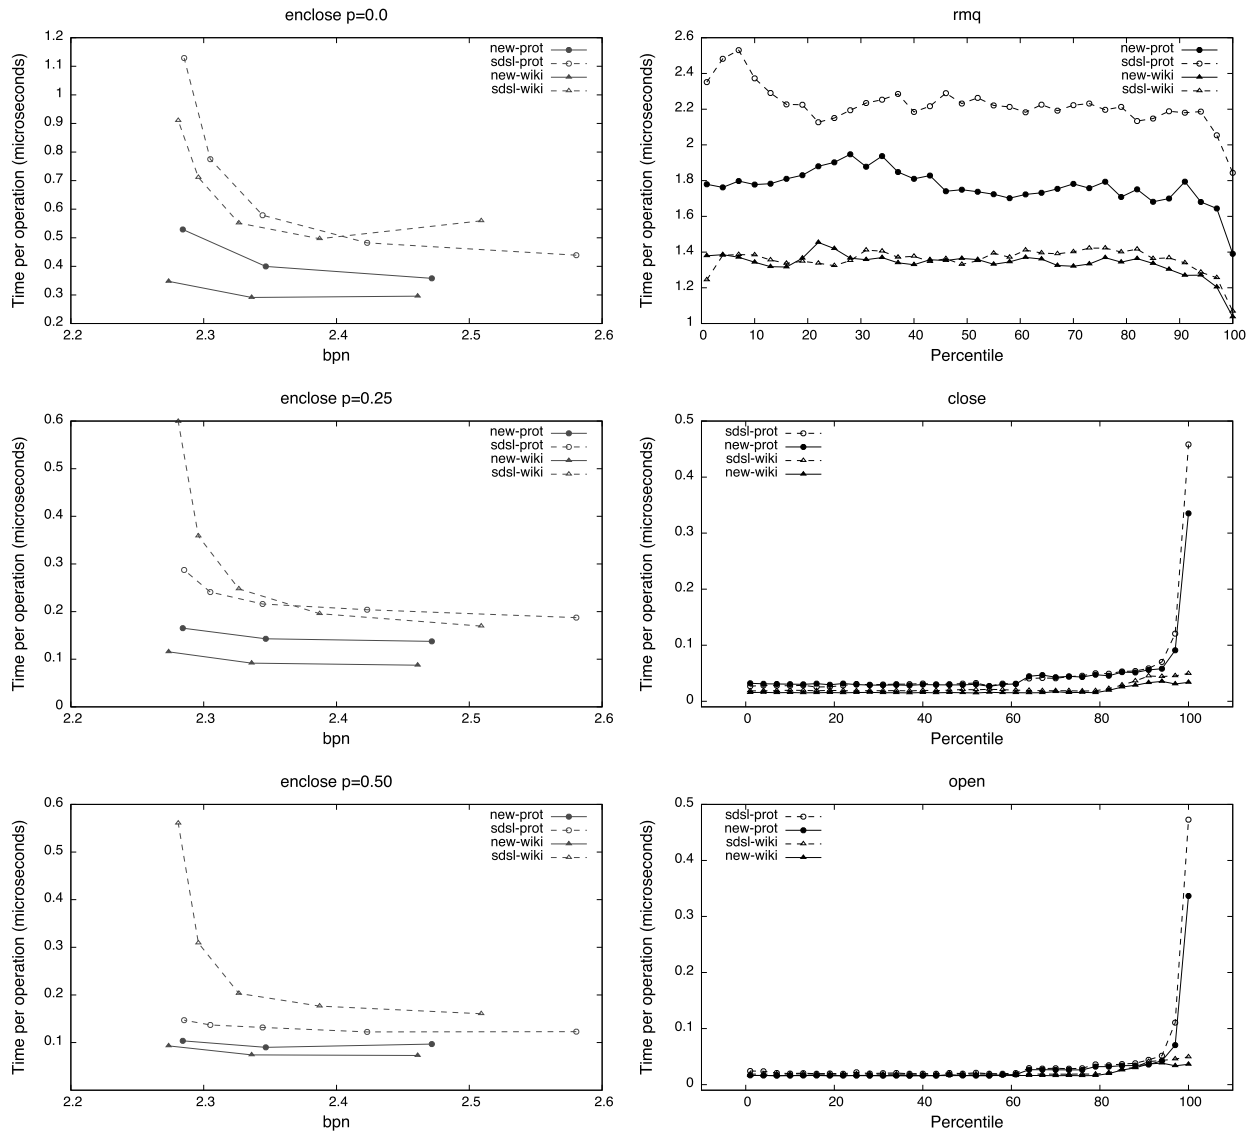 enclose p=0.0
Time per operation (microseconds)
1.2
1.1
1
0.9
0.8
0.7
0.6
0.5
0.4
0.3
0.2
2.2
2.3
2.4
2.5
2.6
bpn
new-prot
sdsl-prot
new-wiki
sdsl-wiki
rmq
Time per operation (microseconds)
2.6
2.4
2.2
2
1.8
1.6
1.4
1.2
1
0
10
20
30
40
50
60
70
80
90
100
Percentile
new-prot
sdsl-prot
new-wiki
sdsl-wiki
enclose p=0.25
Time per operation (microseconds)
0.6
0.5
0.4
0.3
0.2
0.1
0
2.2
2.3
2.4
2.5
2.6
bpn
new-prot
sdsl-prot
new-wiki
sdsl-wiki
close
Time per operation (microseconds)
0.5
0.4
0.3
0.2
0.1
0
0
20
40
60
80
100
Percentile
sdsl-prot
new-prot
sdsl-wiki
new-wiki
enclose p=0.50
Time per operation (microseconds)
0.6
0.5
0.4
0.3
0.2
0.1
2.2
2.3
2.4
2.5
2.6
bpn
new-prot
sdsl-prot
new-wiki
sdsl-wiki
open
Time per operation (microseconds)
0.5
0.4
0.3
0.2
0.1
0
0
20
40
60
80
100
Percentile
sdsl-prot
new-prot
sdsl-wiki
new-wiki